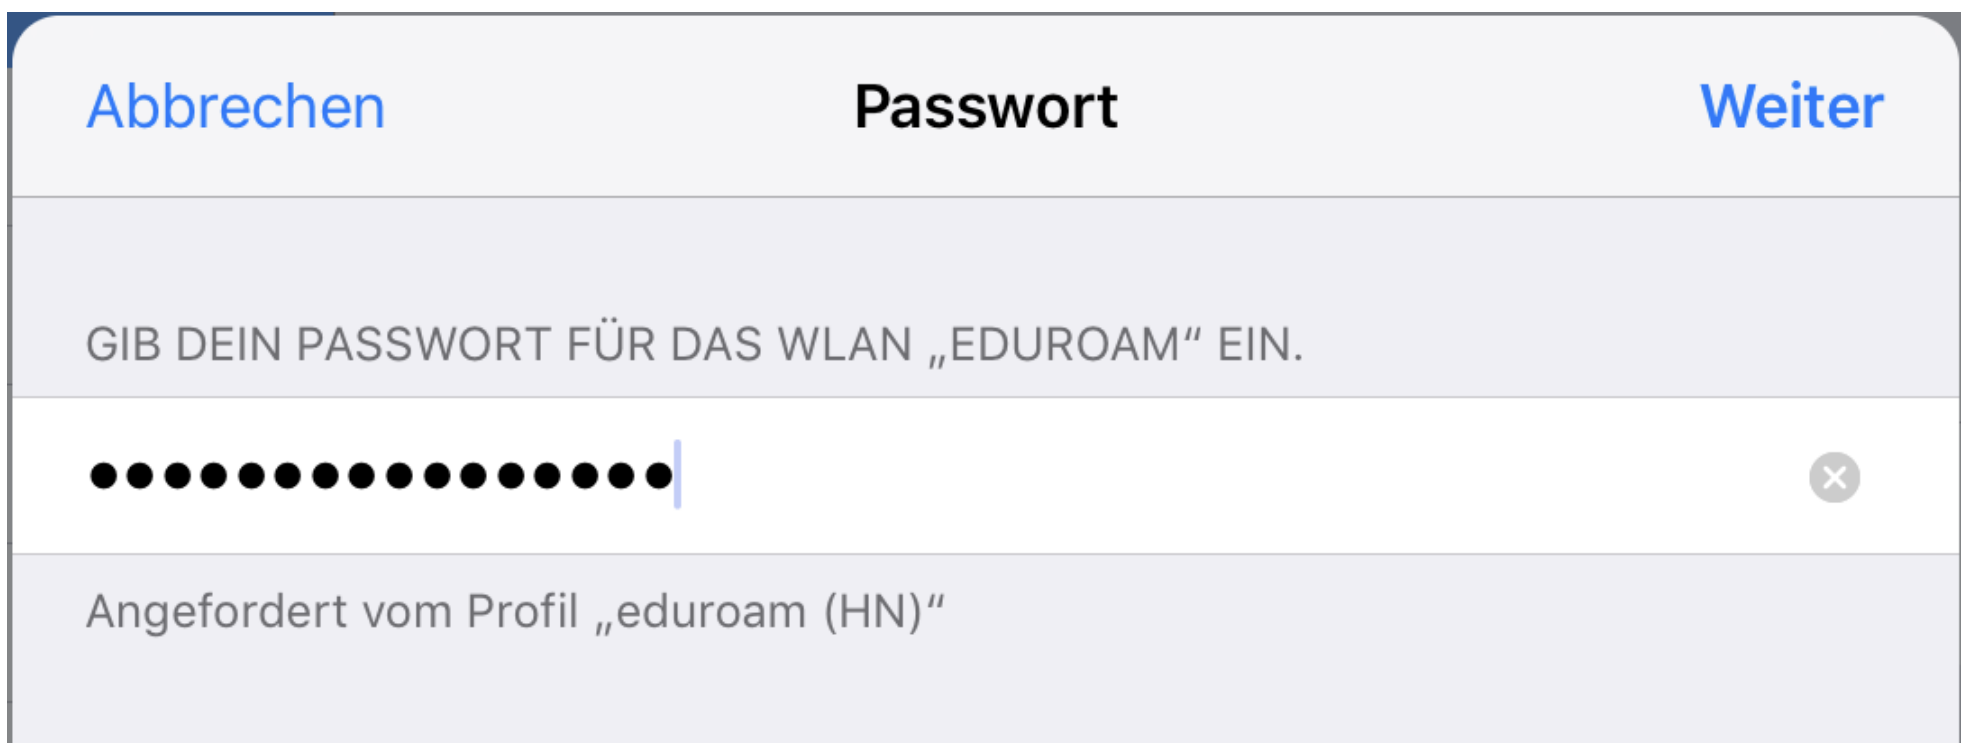 Abbrechen Passwort Weiter
GIB DEIN PASSWORT FÜR DAS WLAN „EDUROAM“ EIN.
●●●●●●●●●●●●●●●●
Angefordert vom Profil „eduroam (HN)“